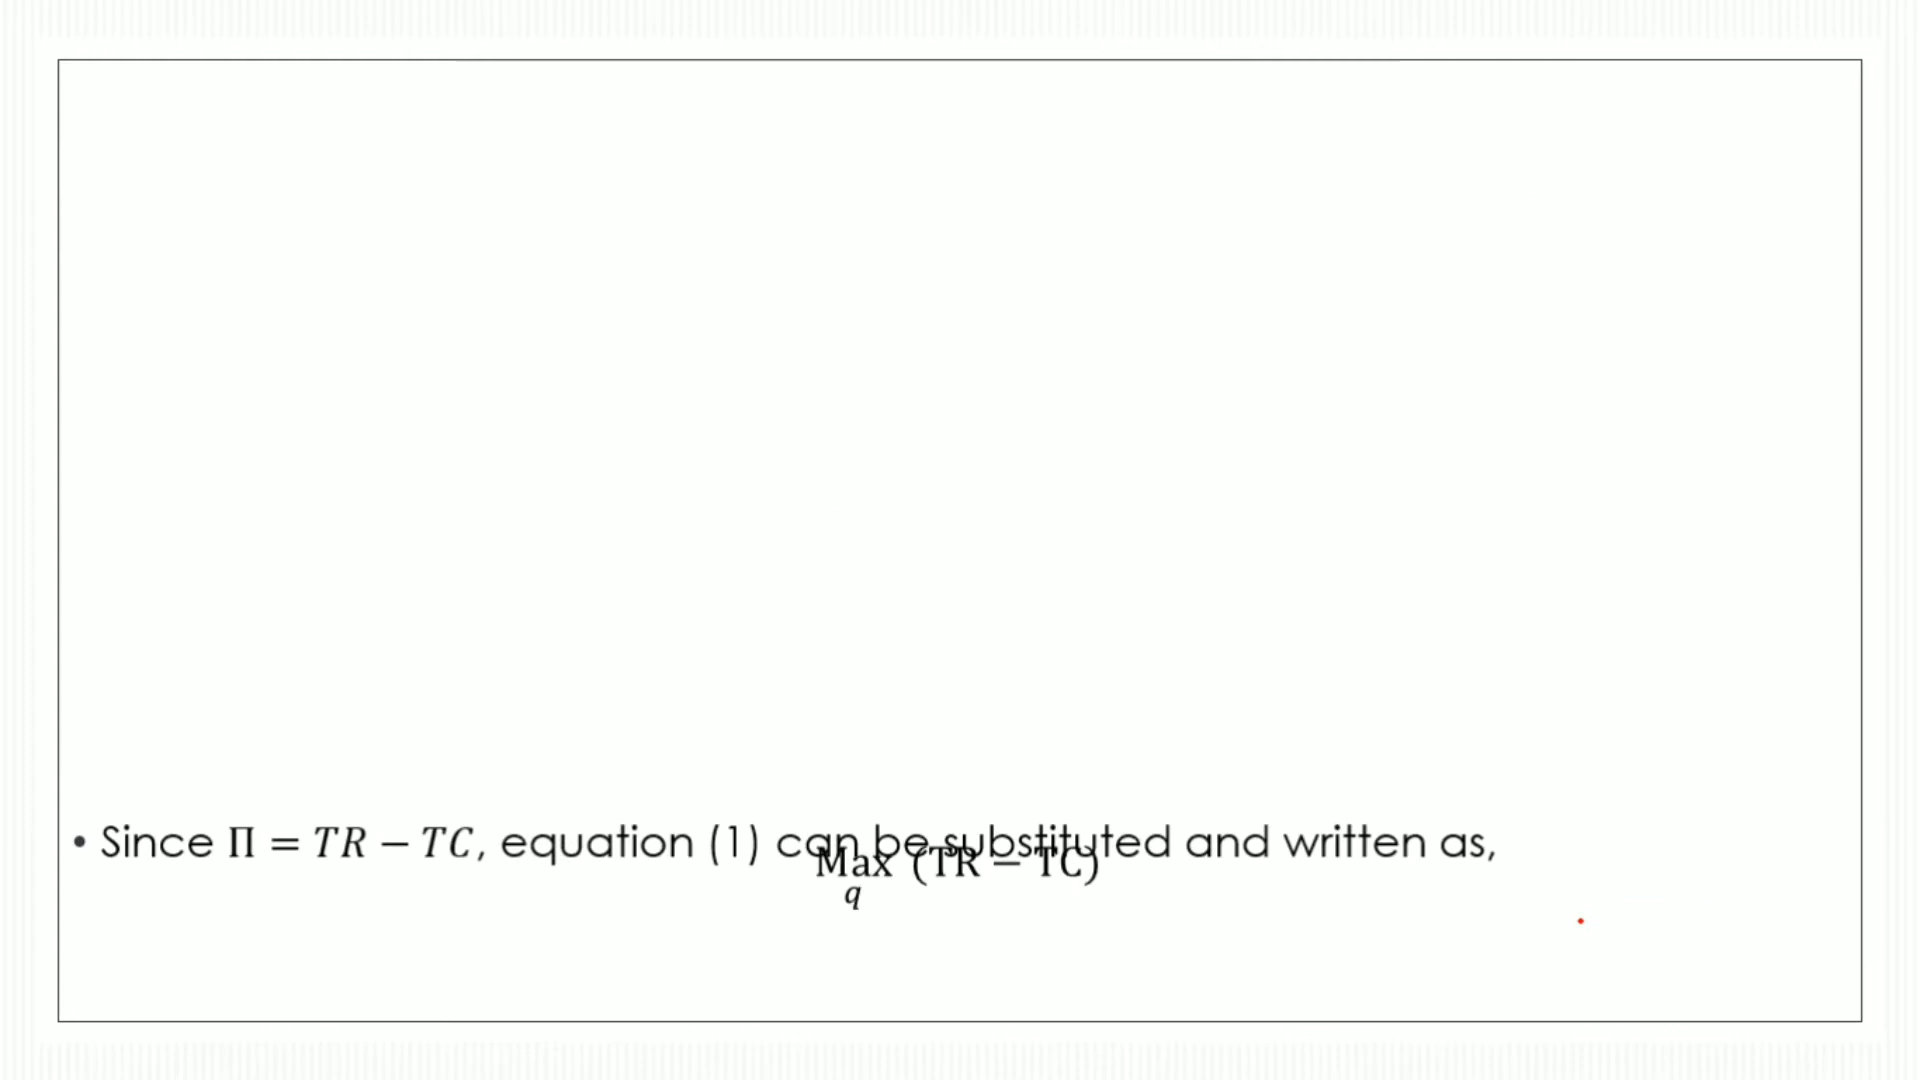 • Since Π = TR − TC, equation (1) can be substituted and written as,
Max (TR − TC)
q